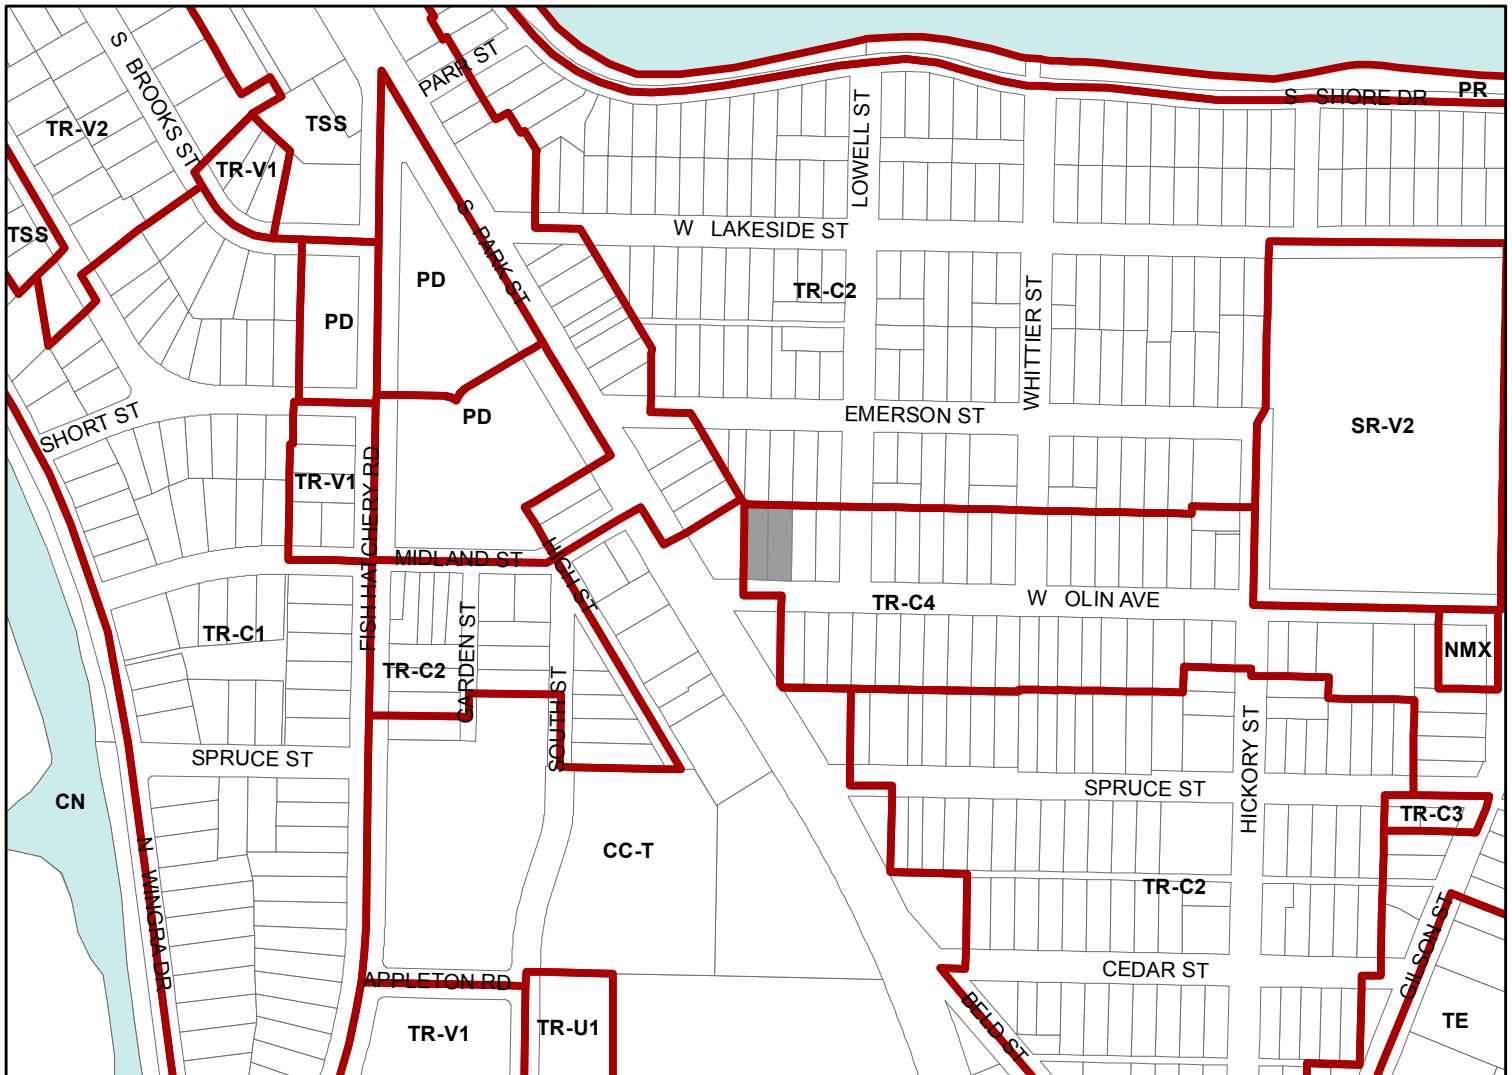 S BROOKS ST
PARR ST
PR
S SHORE DR
TR-V2
TSS
LOWELL ST
TR-V1
TSS
S PARK ST
W LAKESIDE ST
PD
TR-C2
PD
WHITTIER ST
PD
EMERSON ST
SHORT ST
SR-V2
TR-V1
FISH HATCHERY RD
MIDLAND ST
HIGH ST
TR-C4
W OLIN AVE
TR-C1
GARDEN ST
NMX
TR-C2
SOUTH ST
HICKORY ST
SPRUCE ST
SPRUCE ST
CN
TR-C3
N WINGRA DR
CC-T
TR-C2
GILSON ST
CEDAR ST
APPLETON RD
BELD ST
TR-V1
TR-U1
TE